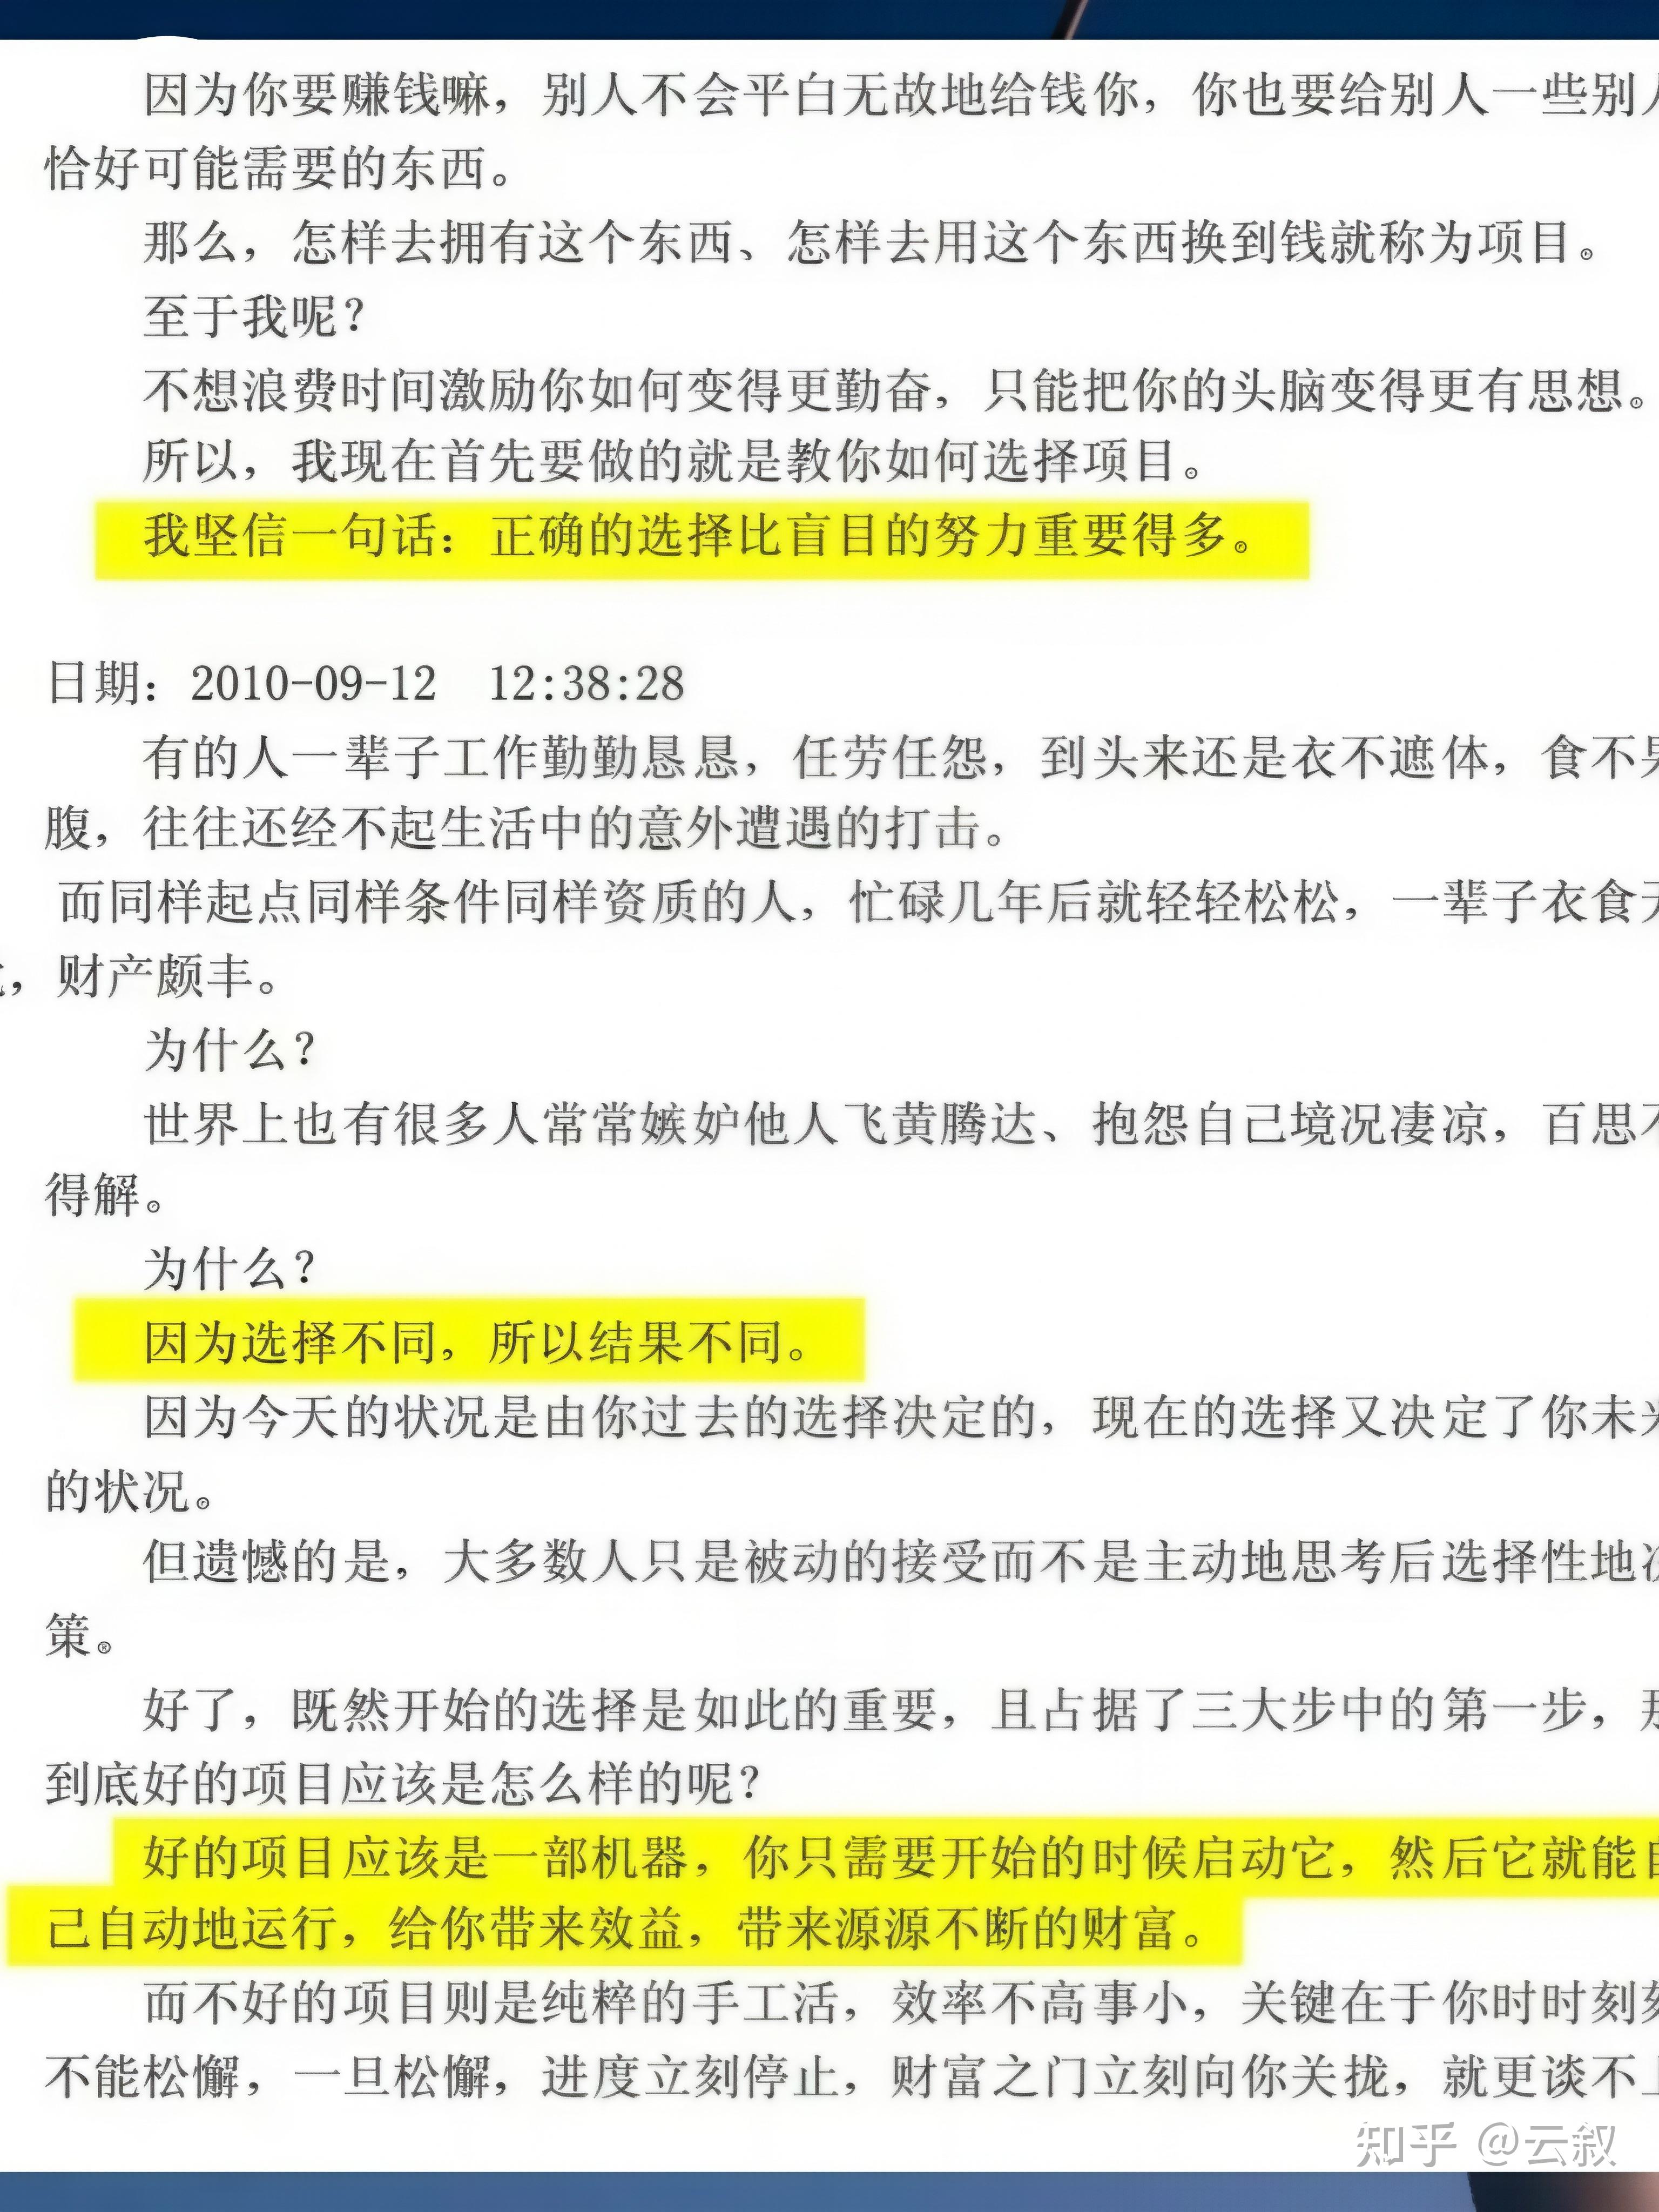 因为你要赚钱嘛，别人不会平白无故地给钱你，你也要给别人一些别人
恰好可能需要的东西。
那么，怎样去拥有这个东西、怎样去用这个东西换到钱就称为项目。
至于我呢？
不想浪费时间激励你如何变得更勤奋，只能把你的头脑变得更有思想。
所以，我现在首先要做的就是教你如何选择项目。
我坚信一句话：正确的选择比盲目的努力重要得多。
日期：2010-09-12 12:38:28
有的人一辈子工作勤勤恳恳，任劳任怨，到头来还是衣不遮体，食不果
腹，往往还经不起生活中的意外遭遇的打击。
而同样起点同样条件同样资质的人，忙碌几年后就轻轻松松，一辈子衣食无
，财产颇丰。
为什么？
世界上也有很多人常常嫉妒他人飞黄腾达、抱怨自己境况凄凉，百思不
得解。
为什么？
因为选择不同，所以结果不同。
因为今天的状况是由你过去的选择决定的，现在的选择又决定了你未来
的状况。
但遗憾的是，大多数人只是被动的接受而不是主动地思考后选择性地决
策。
好了，既然开始的选择是如此的重要，且占据了三大步中的第一步，那
到底好的项目应该是怎么样的呢？
好的项目应该是一部机器，你只需要开始的时候启动它，然后它就能自
己自动地运行，给你带来效益，带来源源不断的财富。
而不好的项目则是纯粹的手工活，效率不高事小，关键在于你时时刻刻
不能松懈，一旦松懈，进度立刻停止，财富之门立刻向你关拢，就更谈不上
知乎 @云叙